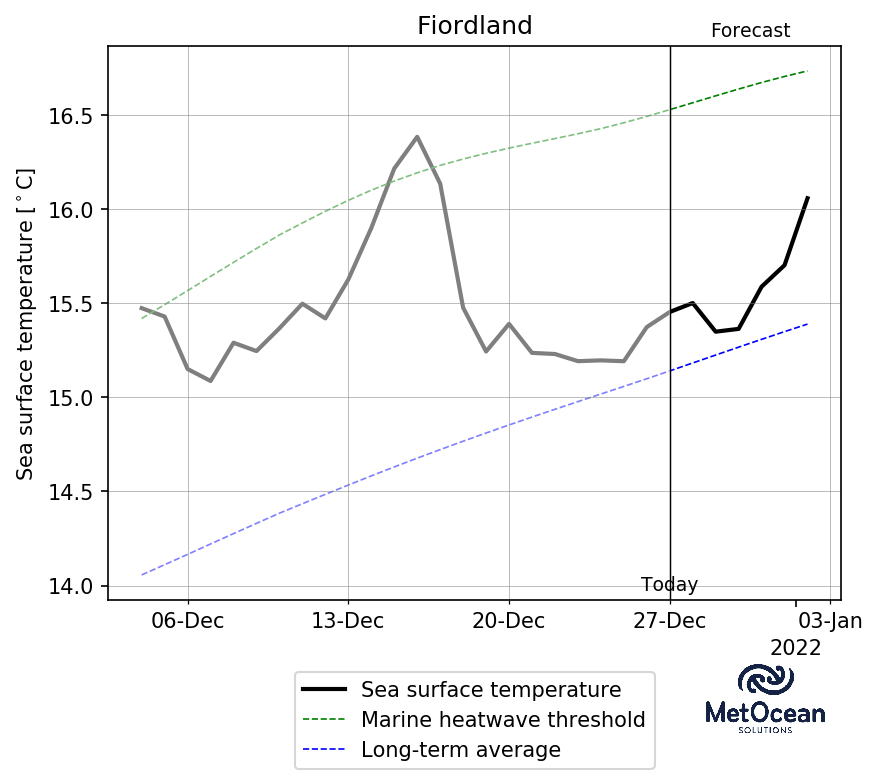 Fiordland
Forecast
Sea surface temperature [°C]
16.5
16.0
15.5
15.0
14.5
14.0
Today
06-Dec
13-Dec
20-Dec
27-Dec
03-Jan
2022
Sea surface temperature
Marine heatwave threshold
Long-term average
MetOcean
SOLUTIONS